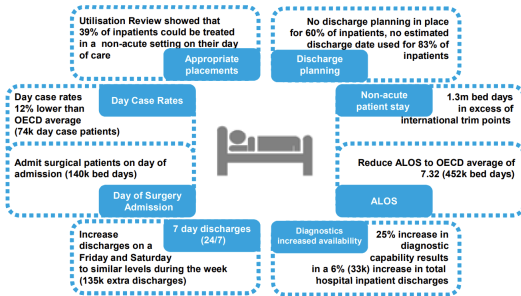 Utilisation Review showed that
39% of inpatients could be treated
in a non-acute setting on their day
of care
Appropriate
placements
No discharge planning in place
for 60% of inpatients, no estimated
discharge date used for 83% of
inpatients
Discharge
planning
Day case rates
12% lower than
OECD average
(74k day case patients)
Day Case Rates
Non-acute
patient stay
1.3m bed days
in excess of
international trim points
Admit surgical patients on day of
admission (140k bed days)
Day of Surgery
Admission
Reduce ALOS to OECD average of
7.32 (452k bed days)
ALOS
7 day discharges
(24/7)
Increase
discharges on a
Friday and Saturday
to similar levels during the week
(135k extra discharges)
Diagnostics
increased availability
25% increase in
diagnostic
capability results
in a 6% (33k) increase in total
hospital inpatient discharges